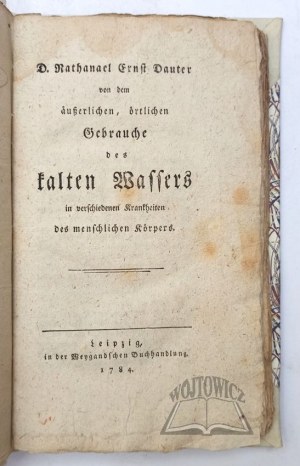 D. Nathanael Ernst Dauter
von dem
äußerlichen, örtlichen
Gebrauche
des
kalten Wassers
in verschiedenen Krankheiten
des menschlichen Körpers.
Leipzig,
in der Weygandschen Buchhandlung.
1784.
WÓJTOWICZ